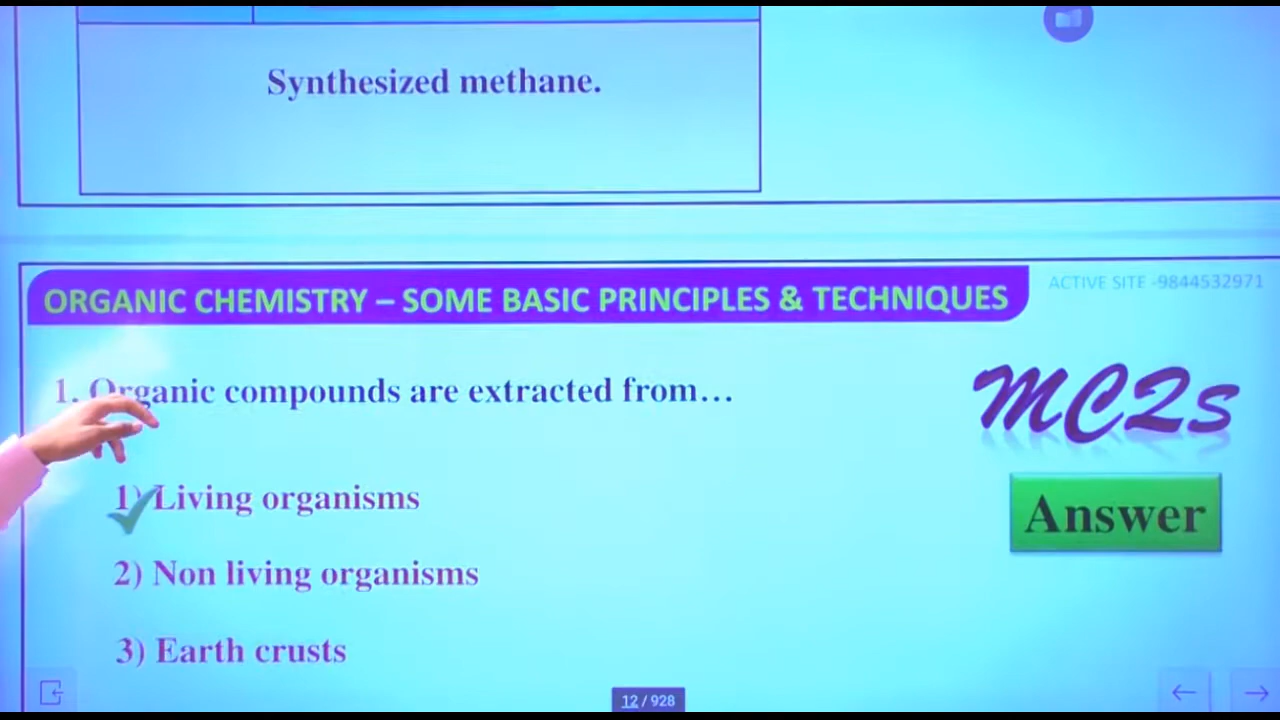 Synthesized methane.
ORGANIC CHEMISTRY – SOME BASIC PRINCIPLES & TECHNIQUES
ACTIVE SITE -9844532971
1. Organic compounds are extracted from…
MCQs
1) Living organisms
Answer
2) Non living organisms
3) Earth crusts
12 / 928